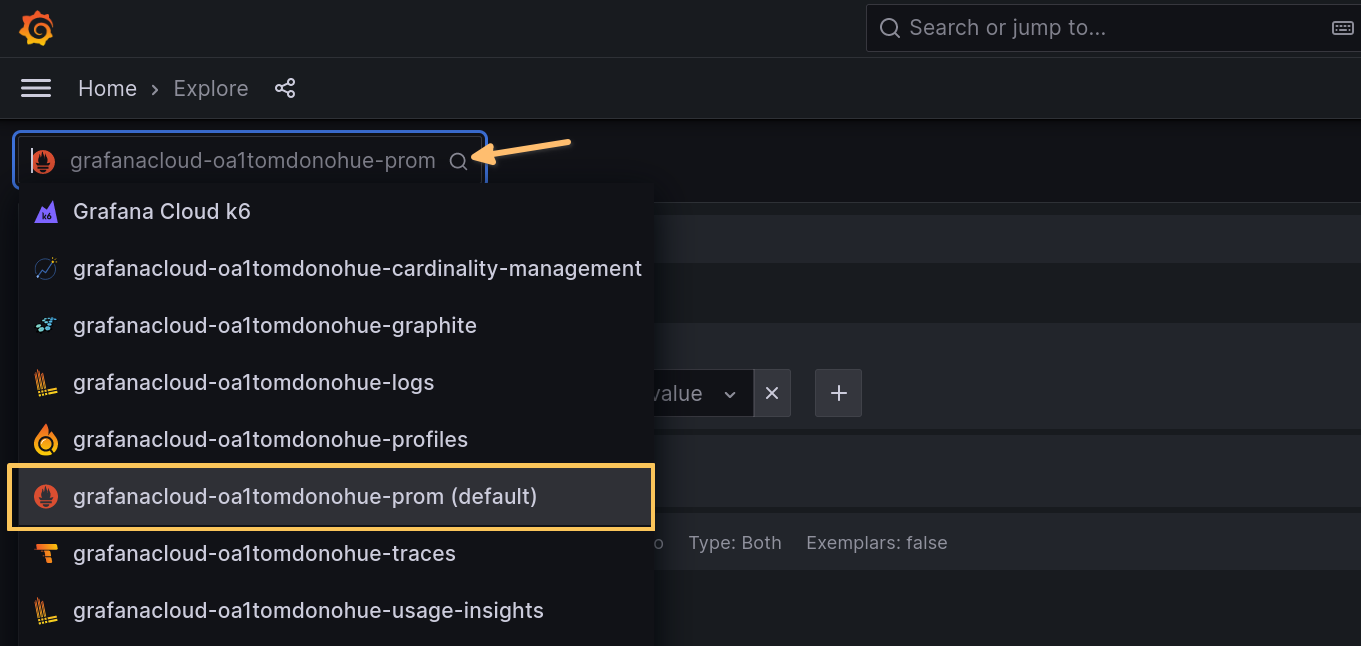 Search or jump to...
Home › Explore
grafanacloud-oa1tomdonohue-prom
Grafana Cloud k6
grafanacloud-oa1tomdonohue-cardinality-management
grafanacloud-oa1tomdonohue-graphite
grafanacloud-oa1tomdonohue-logs
value
grafanacloud-oa1tomdonohue-profiles
grafanacloud-oa1tomdonohue-prom (default)
Type: Both Exemplars: false
grafanacloud-oa1tomdonohue-traces
grafanacloud-oa1tomdonohue-usage-insights